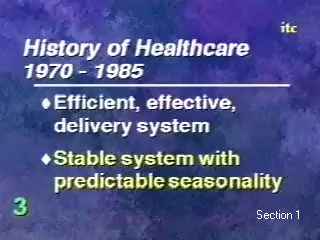 itc
History of Healthcare
1970 - 1985
♦Efficient, effective,
delivery system
♦Stable system with
predictable seasonality
3
Section 1